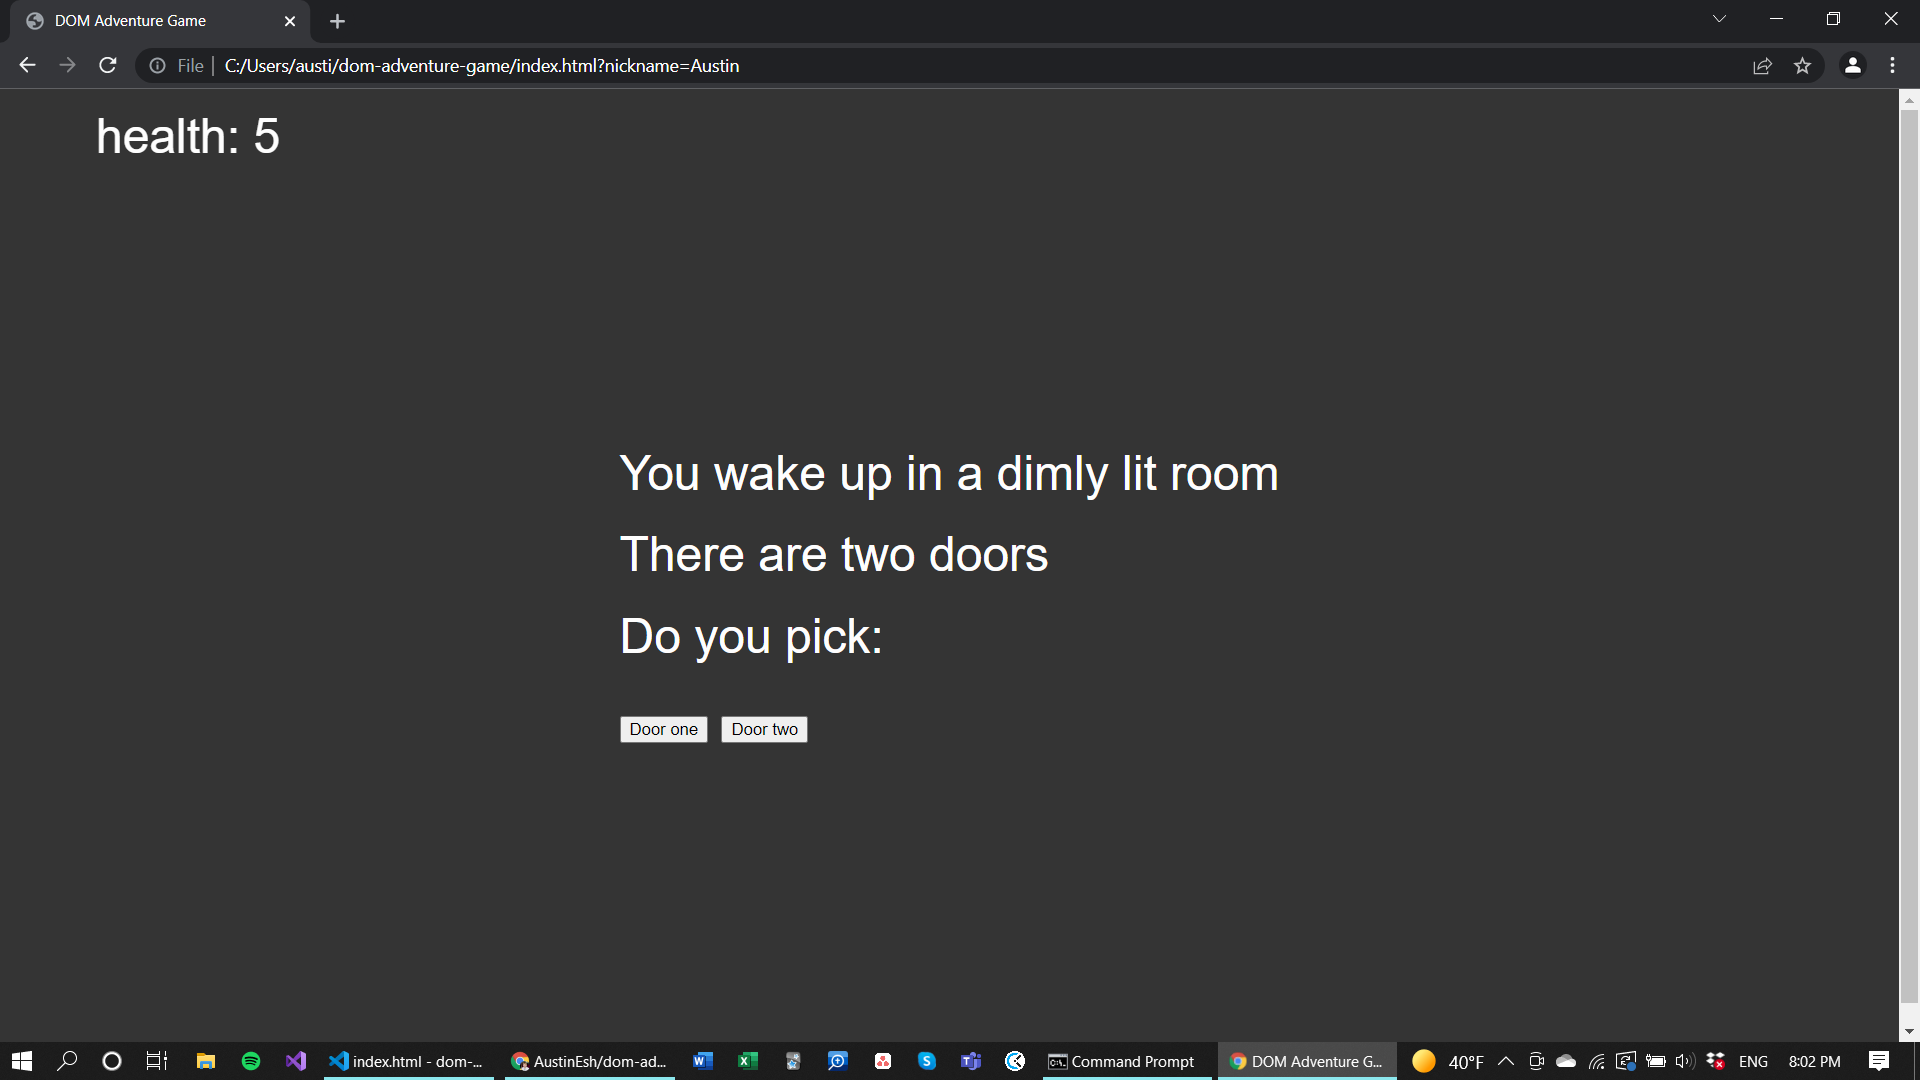 DOM Adventure Game
File
C:/Users/austi/dom-adventure-game/index.html?nickname=Austin
health: 5
You wake up in a dimly lit room
There are two doors
Do you pick:
Door one Door two
index.html - dom-... AustinEsh/dom-ad... Command Prompt DOM Adventure G... 40°F ENG 8:02 PM